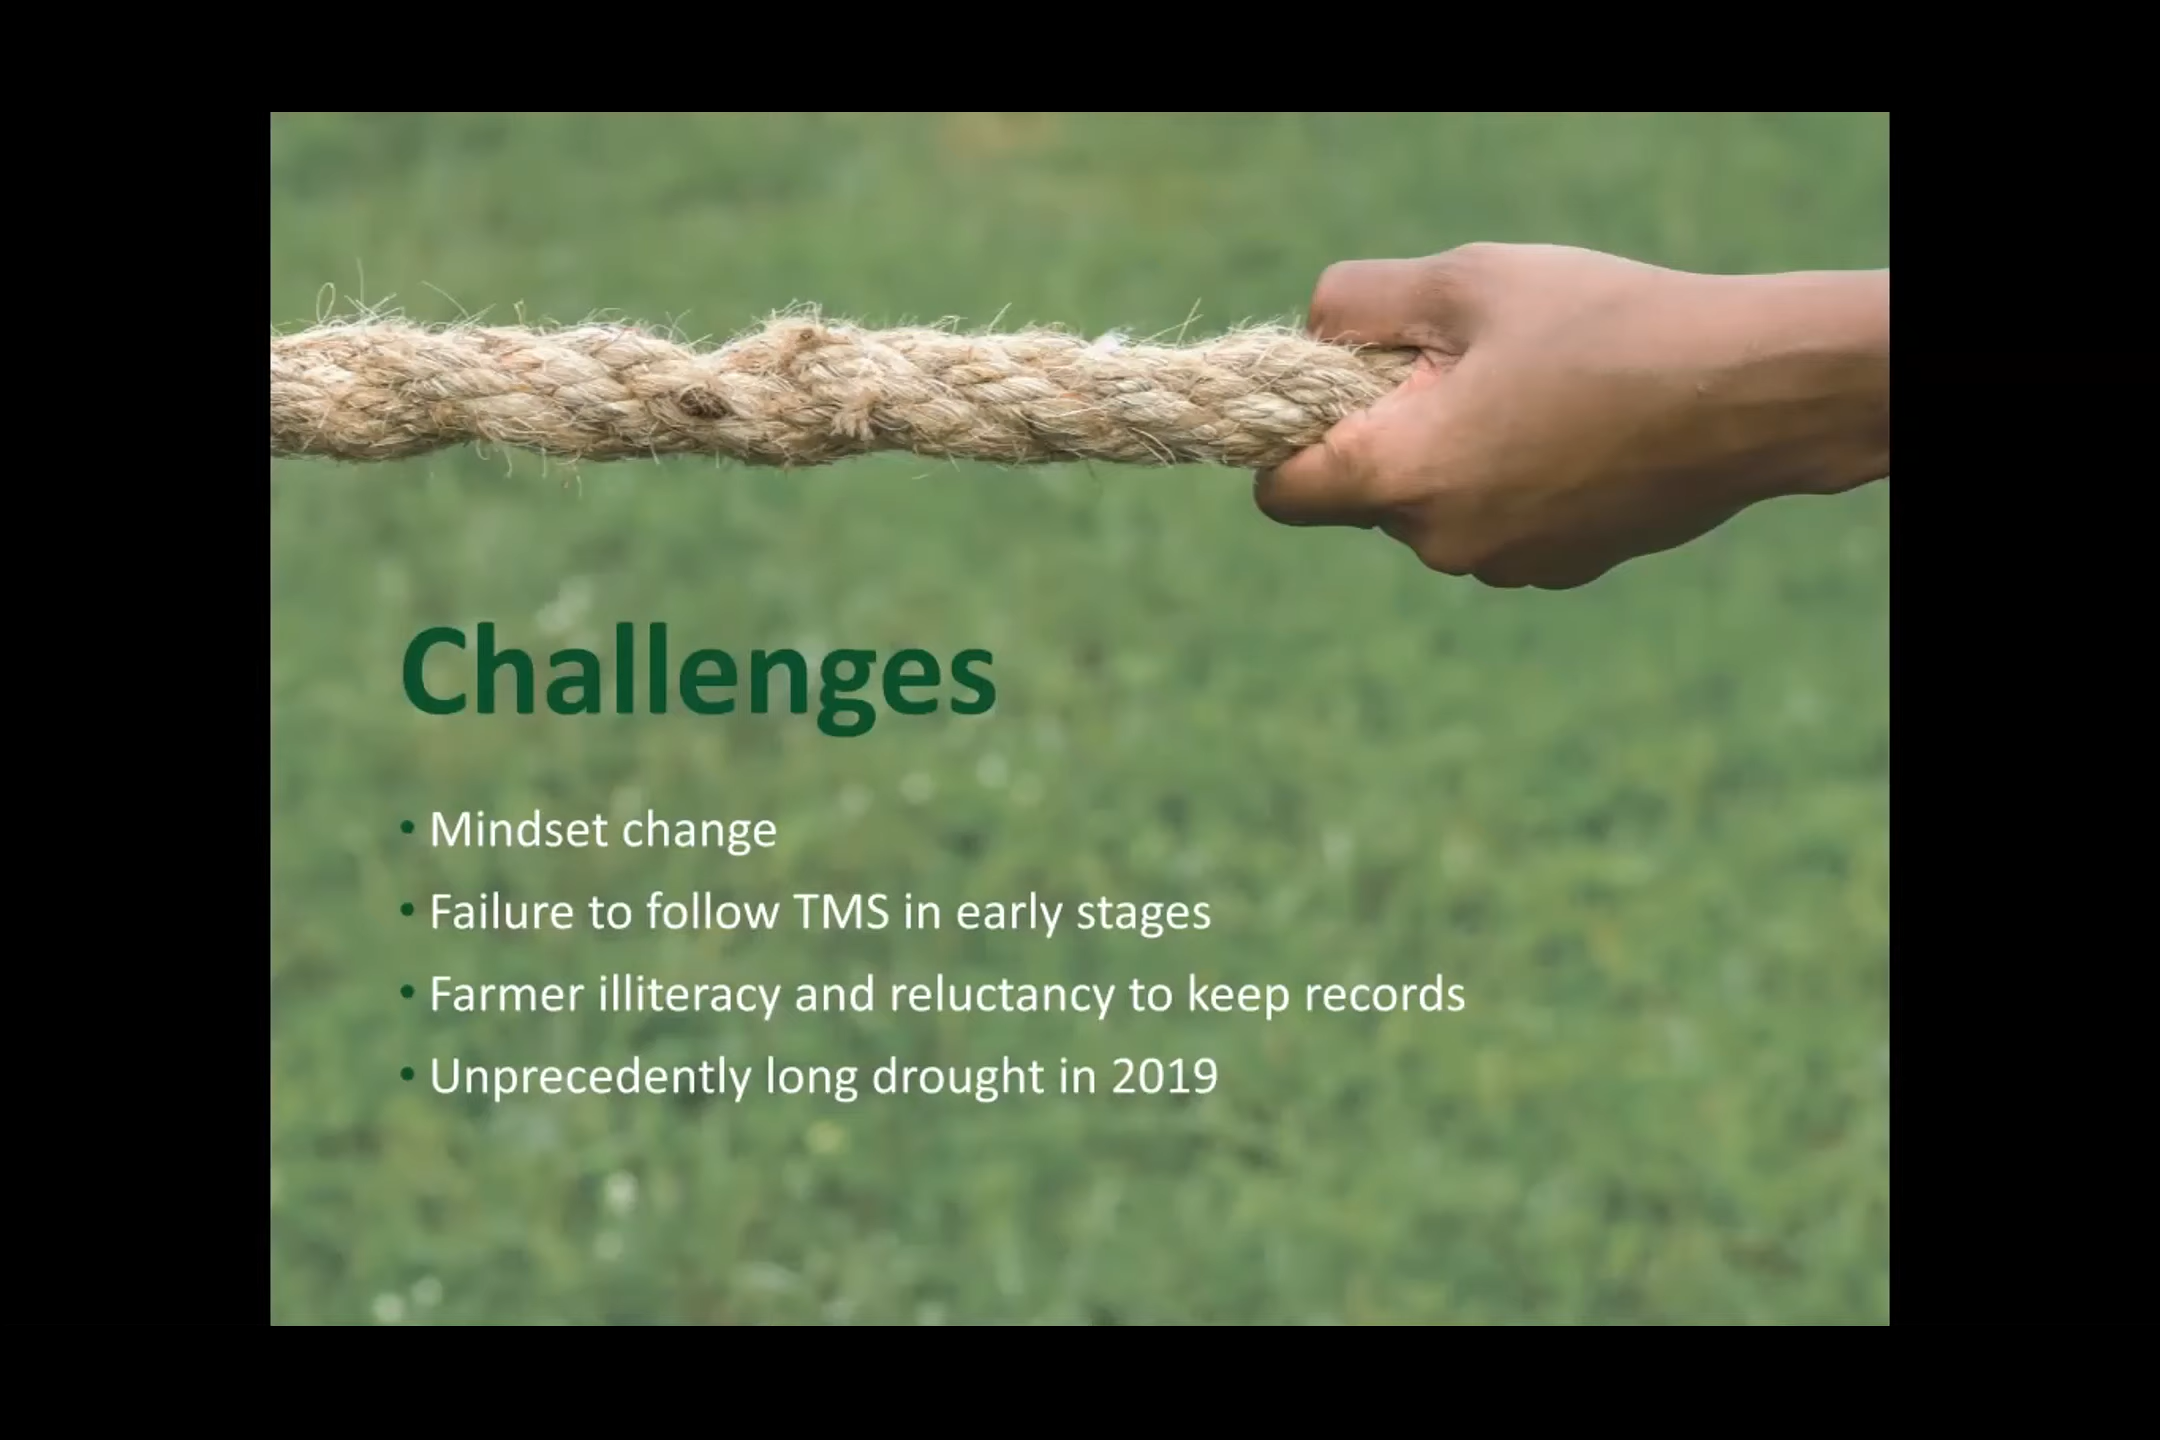 Challenges
• Mindset change
• Failure to follow TMS in early stages
• Farmer illiteracy and reluctancy to keep records
• Unprecedently long drought in 2019